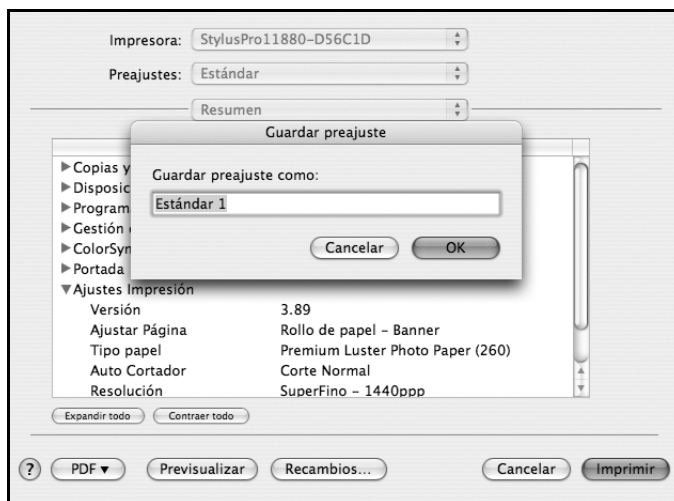 Impresora: StylusPro11880-D56C1D
Preajustes: Estándar
Resumen
Guardar preajuste
Guardar preajuste como:
Estándar 1
Cancelar OK
Copias y
Disposic
Program
Gestión
ColorSyn
Portada
Ajustes Impresión
Versión 3.89
Ajustar Página Rollo de papel - Banner
Tipo papel Premium Luster Photo Paper (260)
Auto Cortador Corte Normal
Resolución SuperFino - 1440ppp
Expandir todo Contraer todo
? PDF Previsualizar Recambios... Cancelar Imprimir